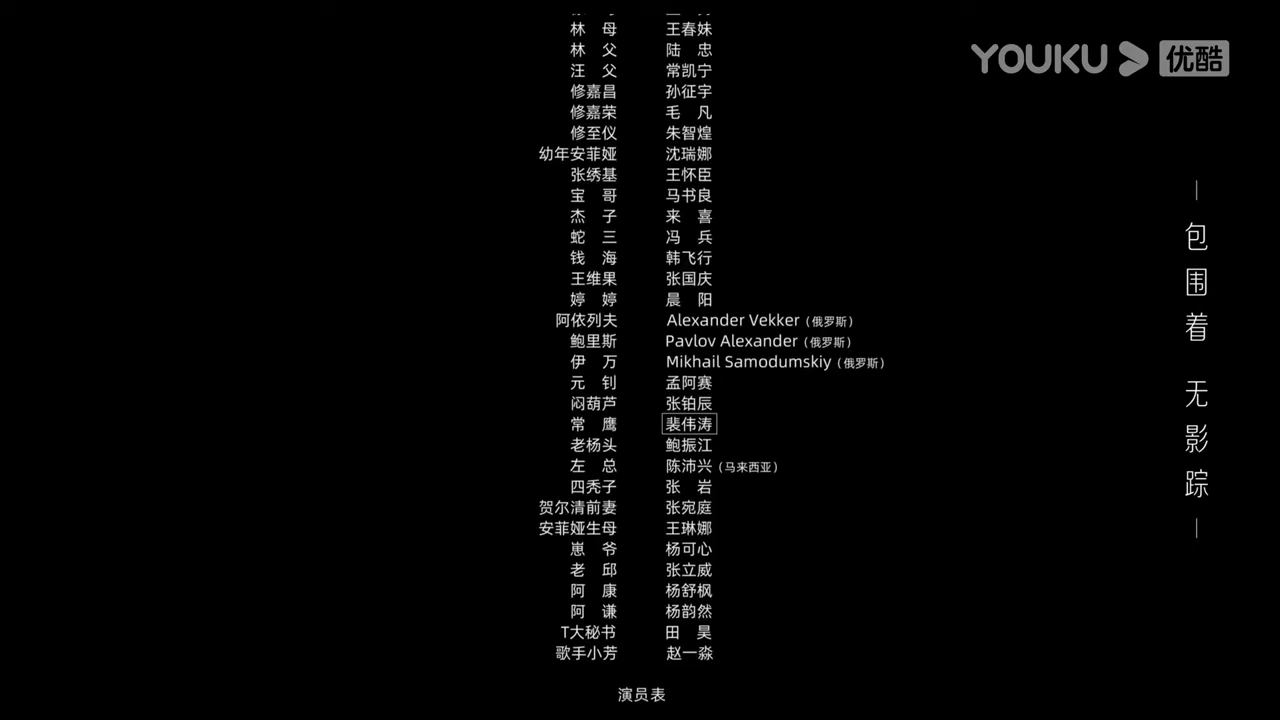 林 母 王春妹
林 父 陆 忠
汪 父 常凯宁
修嘉昌 孙征宇
修嘉荣 毛 凡
修至仪 朱智煌
幼年安菲娅 沈瑞娜
张绣基 王怀臣
宝 哥 马书良
杰 子 来 喜
蛇 三 冯 兵
钱 海 韩飞行
王维果 张国庆
婷 婷 晨 阳
阿依列夫 Alexander Vekker (俄罗斯)
鲍里斯 Pavlov Alexander (俄罗斯)
伊 万 Mikhail Samodumskiy (俄罗斯)
元 钊 孟阿赛
闷葫芦 张铂辰
常 鹰 裴伟涛
老杨头 鲍振江
左 总 陈沛兴 (马来西亚)
四秃子 张 岩
贺尔清前妻 张宛庭
安菲娅生母 王琳娜
崽 爷 杨可心
老 邱 张立威
阿 康 杨舒枫
阿 谦 杨韵然
T大秘书 田 昊
歌手小芳 赵一淼
演员表
YOUKU 优酷
包围着 无影踪